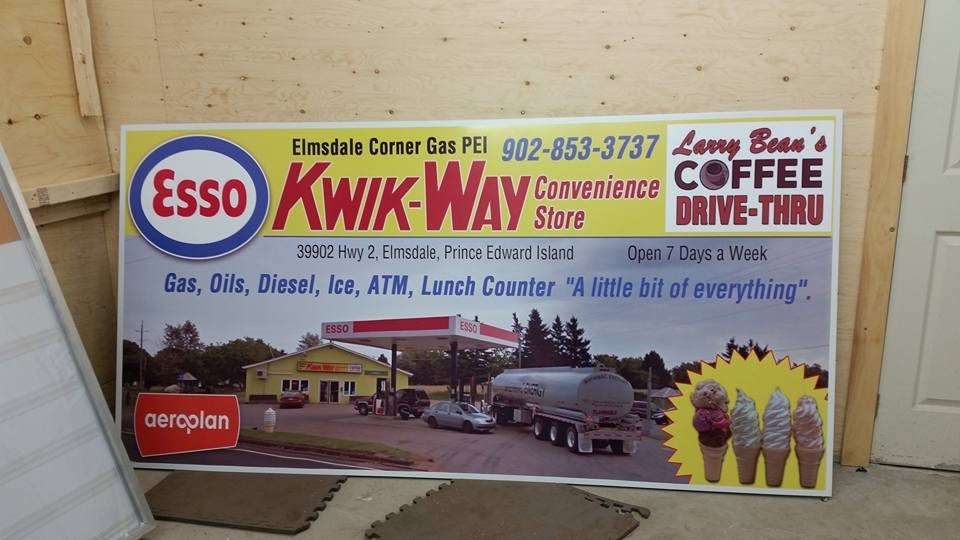 Esso
Elmsdale Corner Gas PEI 902-853-3737
KWIK-WAY Convenience Store
Larry Bean's
COFFEE
DRIVE-THRU
39902 Hwy 2, Elmsdale, Prince Edward Island Open 7 Days a Week
Gas, Oils, Diesel, Ice, ATM, Lunch Counter "A little bit of everything".
ESSO ESSO
Kwik-Way
aeroplan